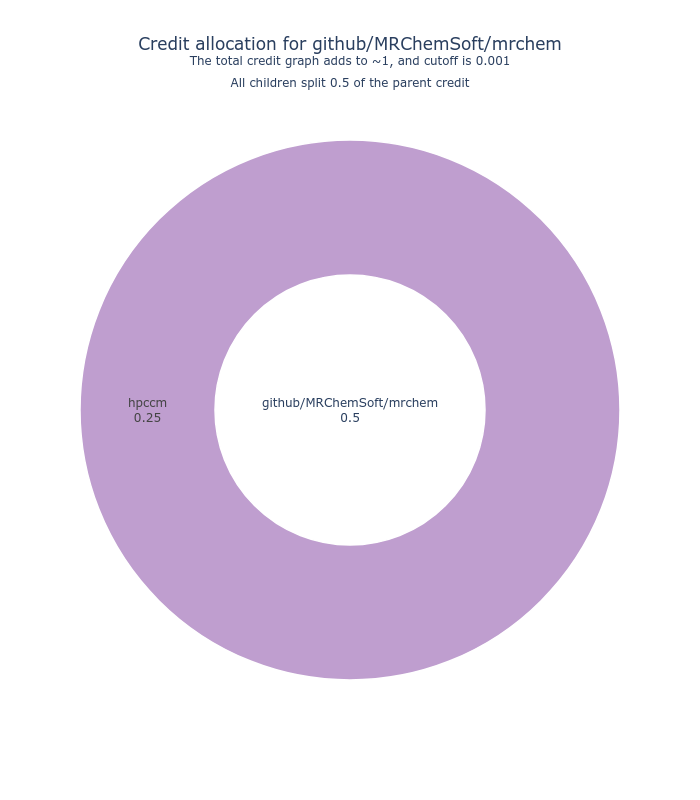 Credit allocation for github/MRChemSoft/mrchem
The total credit graph adds to ~1, and cutoff is 0.001
All children split 0.5 of the parent credit
hpccm
0.25
github/MRChemSoft/mrchem
0.5